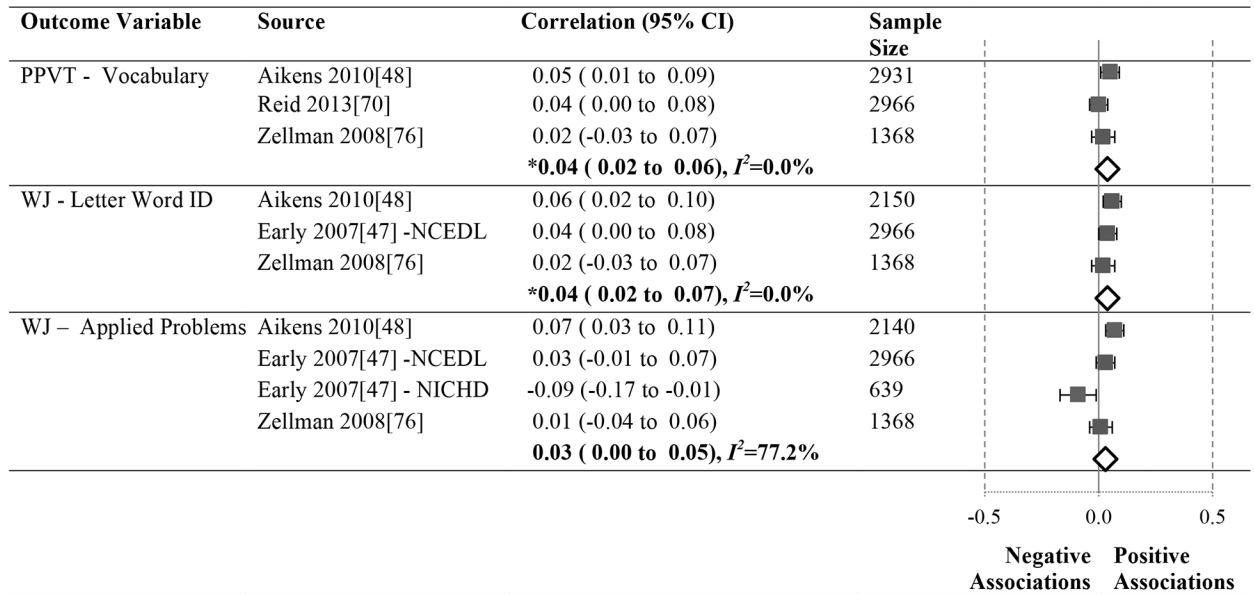 Outcome Variable Source Correlation (95% CI) Sample Size
PPVT - Vocabulary Aikens 2010[48] 0.05 ( 0.01 to 0.09) 2931
Reid 2013[70] 0.04 ( 0.00 to 0.08) 2966
Zellman 2008[76] 0.02 (-0.03 to 0.07) 1368
*0.04 ( 0.02 to 0.06), I²=0.0%
WJ - Letter Word ID Aikens 2010[48] 0.06 ( 0.02 to 0.10) 2150
Early 2007[47] -NCEDL 0.04 ( 0.00 to 0.08) 2966
Zellman 2008[76] 0.02 (-0.03 to 0.07) 1368
*0.04 ( 0.02 to 0.07), I²=0.0%
WJ – Applied Problems Aikens 2010[48] 0.07 ( 0.03 to 0.11) 2140
Early 2007[47] -NCEDL 0.03 (-0.01 to 0.07) 2966
Early 2007[47] - NICHD -0.09 (-0.17 to -0.01) 639
Zellman 2008[76] 0.01 (-0.04 to 0.06) 1368
0.03 ( 0.00 to 0.05), I²=77.2%
-0.5 0.0 0.5
Negative Positive
Associations Associations